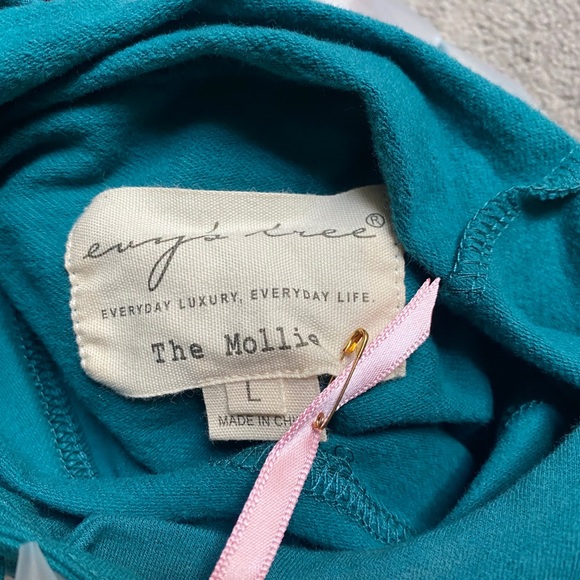 evy's tree®
EVERYDAY LUXURY, EVERYDAY LIFE.
The Mollie
L
MADE IN